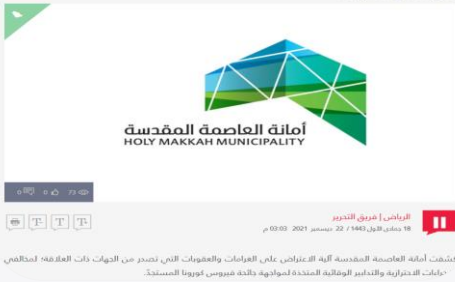 أمانة العاصمة المقدسة
HOLY MAKKAH MUNICIPALITY
73 0 0
الرياض | فريق التحرير
18 جمادى الأول 1443 / 22 ديسمبر 2021 03:03 م
T- T T+
كشفت أمانة العاصمة المقدسة آلية الاعتراض على الغرامات والعقوبات التي تصدر من الجهات ذات العلاقة؛ لمخالفي
الإجراءات الاحترازية والتدابير الوقائية المتخذة لمواجهة جائحة فيروس كورونا المستجدّ.